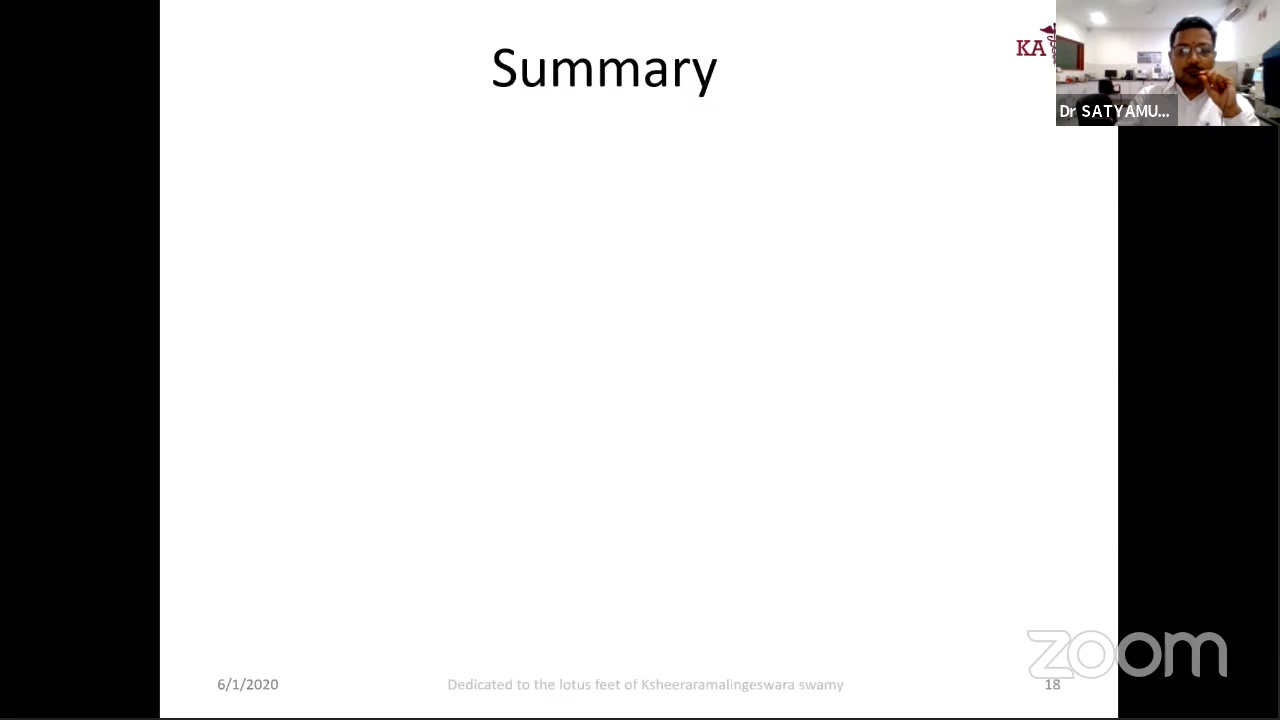 Summary
KA
Dr SATYAMU...
zoom
6/1/2020
Dedicated to the lotus feet of Ksheeraramalingeswara swamy
18